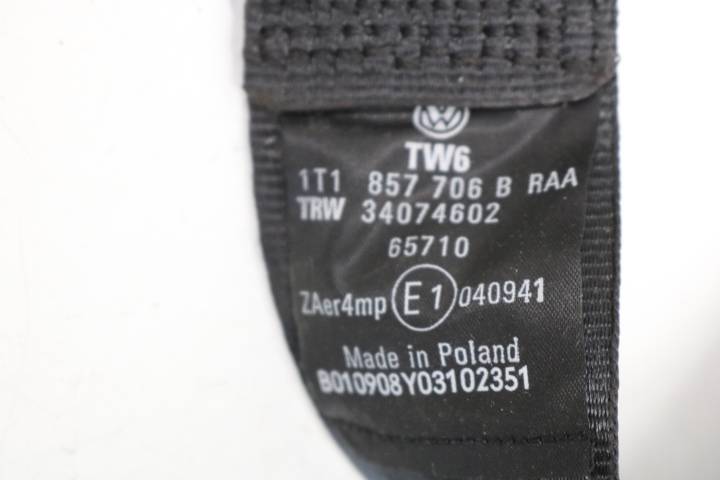 TW6
1T1 857 706 B RAA
TRW 34074602
65710
ZAer4mp E1 040941
Made in Poland
B010908Y03102351